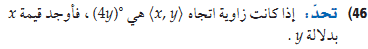 (46 تحدّ: إذا كانت زاوية اتجاه ⟨x, y⟩ هي °(4y) ، فأوجد قيمة x
بدلالة y .